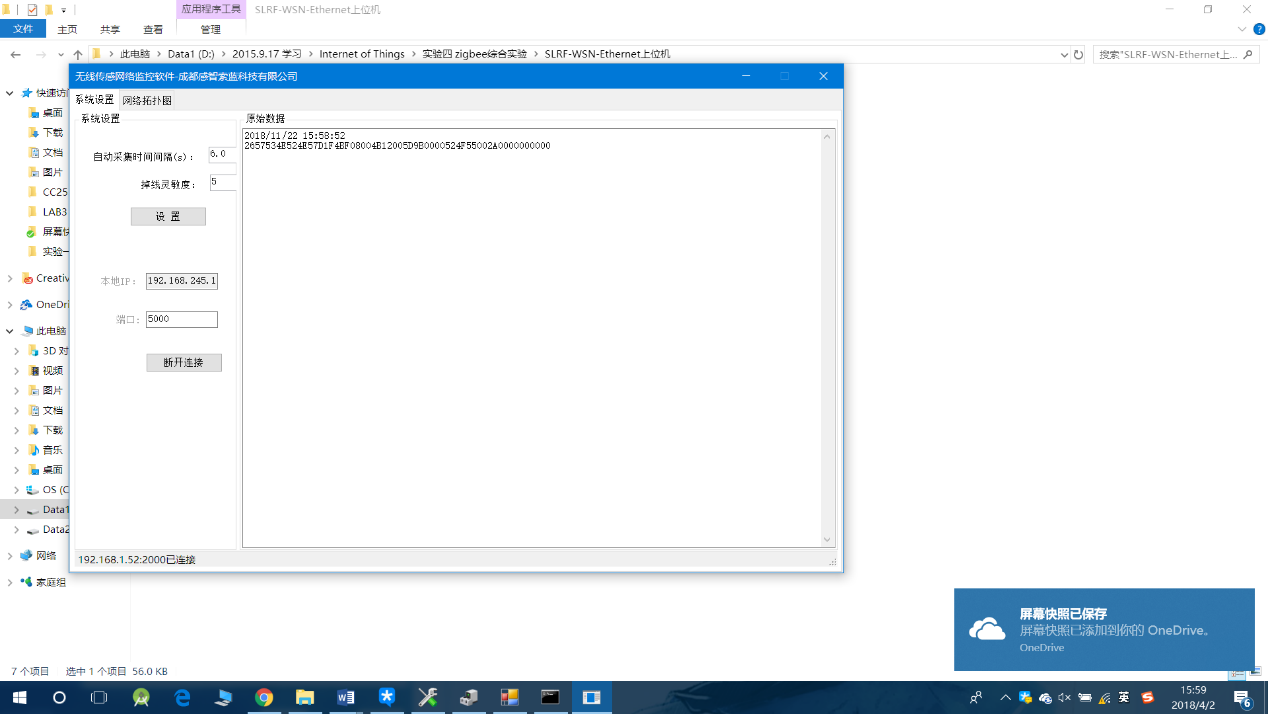 应用程序工具
SLRF-WSN-Ethernet上位机
文件
主页
共享
查看
管理
此电脑 > Data1 (D:) > 2015.9.17 学习 > Internet of Things > 实验四 zigbee综合实验 > SLRF-WSN-Ethernet上位机
搜索"SLRF-WSN-Ethernet上...
无线传感网络监控软件-成都感智索蓝科技有限公司
系统设置
网络拓扑图
系统设置
原始数据
自动采集时间间隔(s)：
6.0
掉线灵敏度：
5
设 置
本地IP：
192.168.245.1
端口：
5000
断开连接
2018/11/22 15:58:52
2657534E524E57D1F4BF08004B12005D9B0000524F55002A0000000000
192.168.1.52:2000已连接
快速访问
桌面
下载
文档
图片
CC25
LAB3
屏幕快
实验一
Creativ
OneDri
此电脑
3D 对
视频
图片
文档
下载
音乐
桌面
OS (C
Data1
Data2
网络
家庭组
7 个项目
选中 1 个项目 56.0 KB
屏幕快照已保存
屏幕快照已添加到你的 OneDrive。
OneDrive
英
15:59
2018/4/2
6